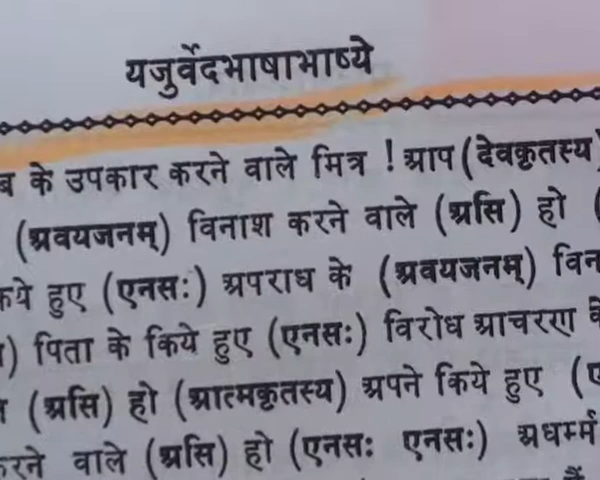 यजुर्वेदभाषाभाष्ये
के उपकार करने वाले मित्र ! आप (देवकृतस्य)
(अवयजनम्) विनाश करने वाले (असि) हो (
हुए (एनसः) अपराध के (अवयजनम्)
) पिता के किये हुए (एनसः) विरोध आचरण
(असि) हो (आत्मकृतस्य) अपने किये हुए (
वाले (असि) हो (एनसः एनसः) अधर्म्म